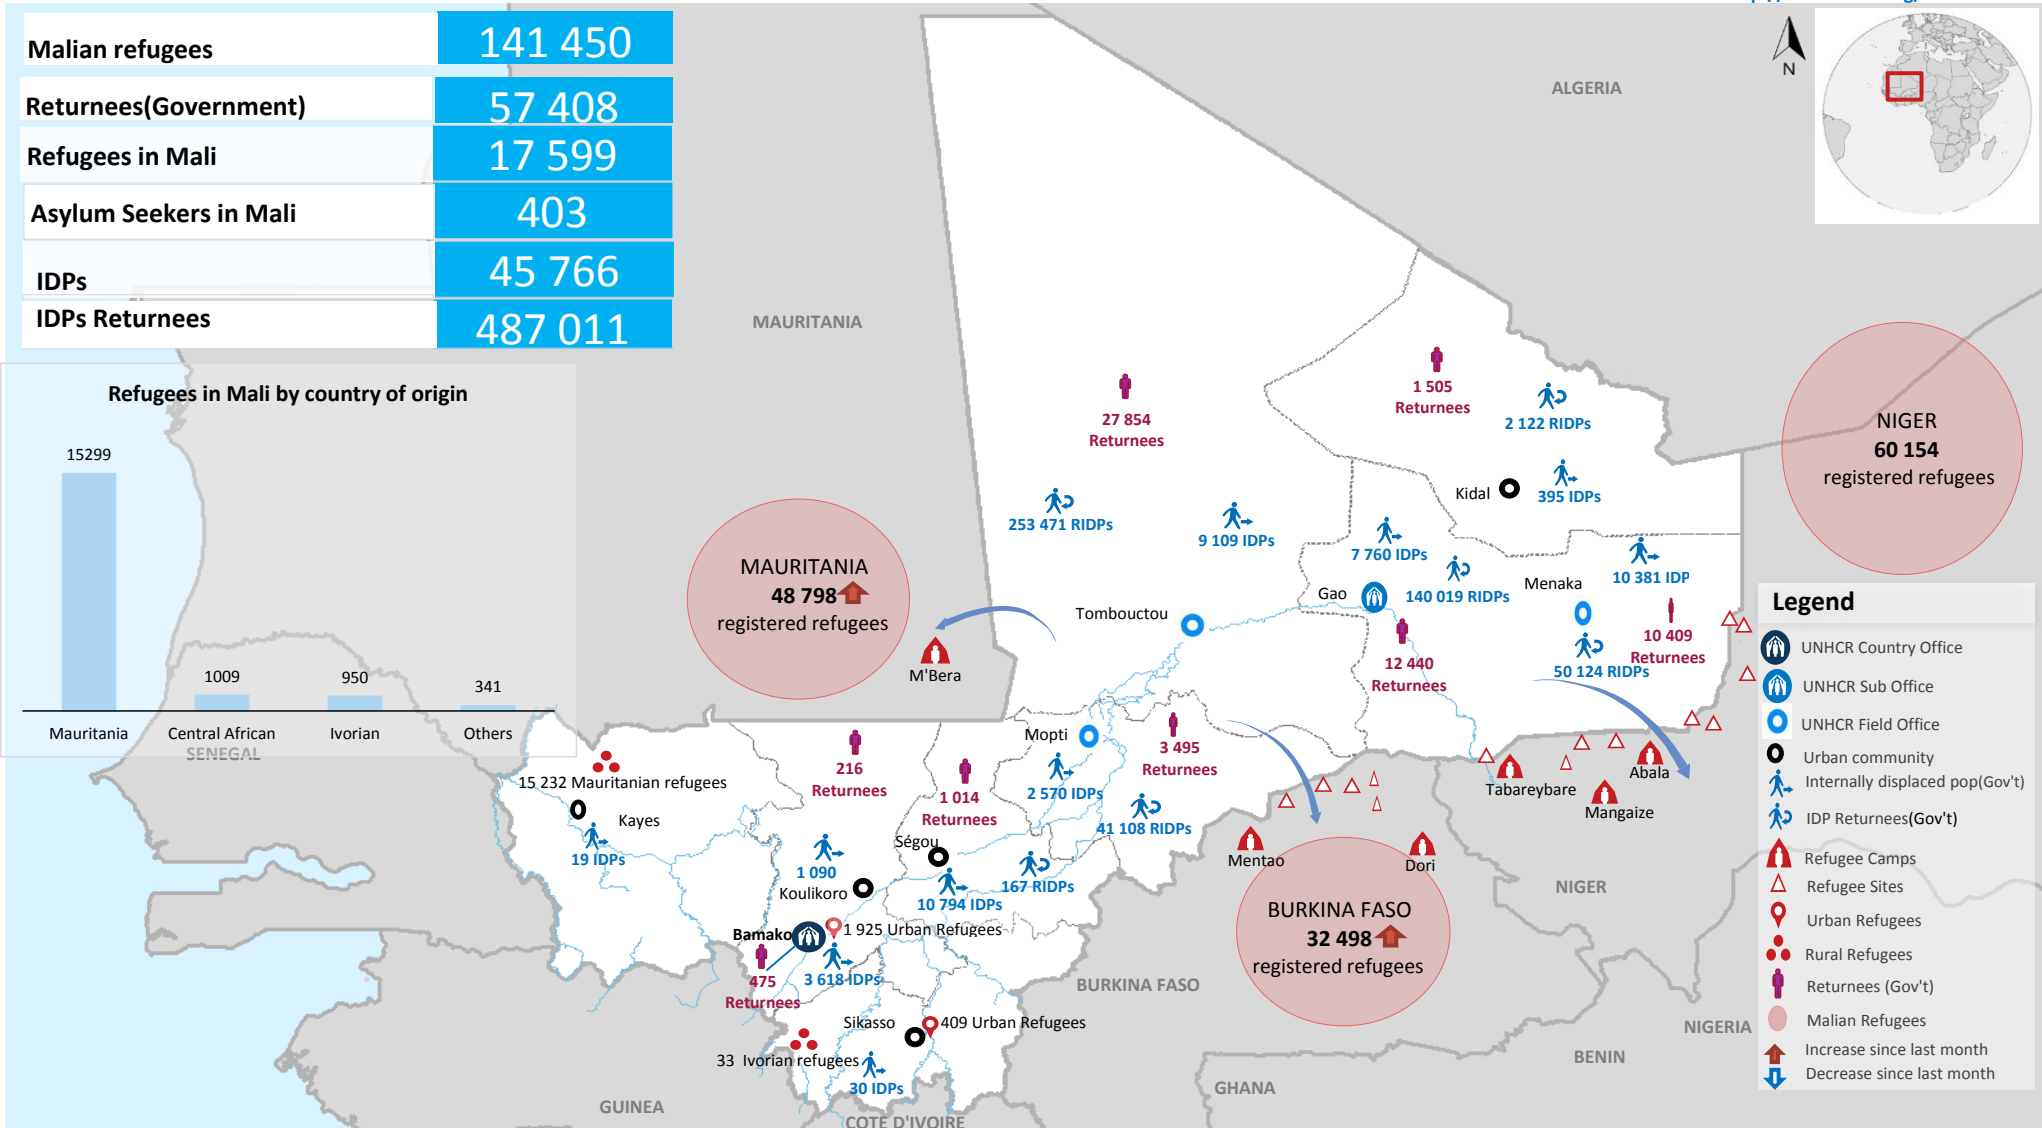 Malian refugees 141 450
Returnees(Government) 57 408
Refugees in Mali 17 599
Asylum Seekers in Mali 403
IDPs 45 766
IDPs Returnees 487 011
Refugees in Mali by country of origin
15299
1009
950
341
Mauritania
Central African
Ivorian
Others
SENEGAL
MAURITANIA
ALGERIA
N
27 854
Returnees
1 505
Returnees
2 122 RIDPs
Kidal
395 IDPs
253 471 RIDPs
9 109 IDPs
7 760 IDPs
Gao
140 019 RIDPs
Menaka
10 381 IDP
10 409
Returnees
50 124 RIDPs
12 440
Returnees
Tombouctou
NIGER
60 154
registered refugees
MAURITANIA
48 798
registered refugees
M'Bera
Mopti
3 495
Returnees
2 570 IDPs
41 108 RIDPs
216
Returnees
1 014
Returnees
15 232 Mauritanian refugees
Kayes
19 IDPs
Ségou
1 090
Koulikoro
10 794 IDPs
167 RIDPs
Bamako
1 925 Urban Refugees
475
Returnees
3 618 IDPs
Sikasso
409 Urban Refugees
33 Ivorian refugees
30 IDPs
Tabareybare
Abala
Mangaize
Mentao
Dori
BURKINA FASO
32 498
registered refugees
BURKINA FASO
NIGER
NIGERIA
BENIN
GHANA
COTE D'IVOIRE
GUINEA
Legend
UNHCR Country Office
UNHCR Sub Office
UNHCR Field Office
Urban community
Internally displaced pop(Gov't)
IDP Returnees(Gov't)
Refugee Camps
Refugee Sites
Urban Refugees
Rural Refugees
Returnees (Gov't)
Malian Refugees
Increase since last month
Decrease since last month